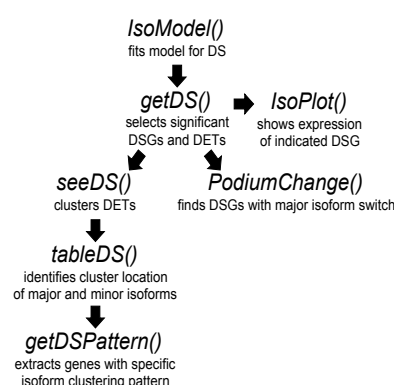 IsoModel()
fits model for DS
getDS()
selects significant
DSGs and DETs
IsoPlot()
shows expression
of indicated DSG
seeDS()
clusters DETs
PodiumChange()
finds DSGs with major isoform switch
tableDS()
identifies cluster location
of major and minor isoforms
getDSPattern()
extracts genes with specific
isoform clustering pattern